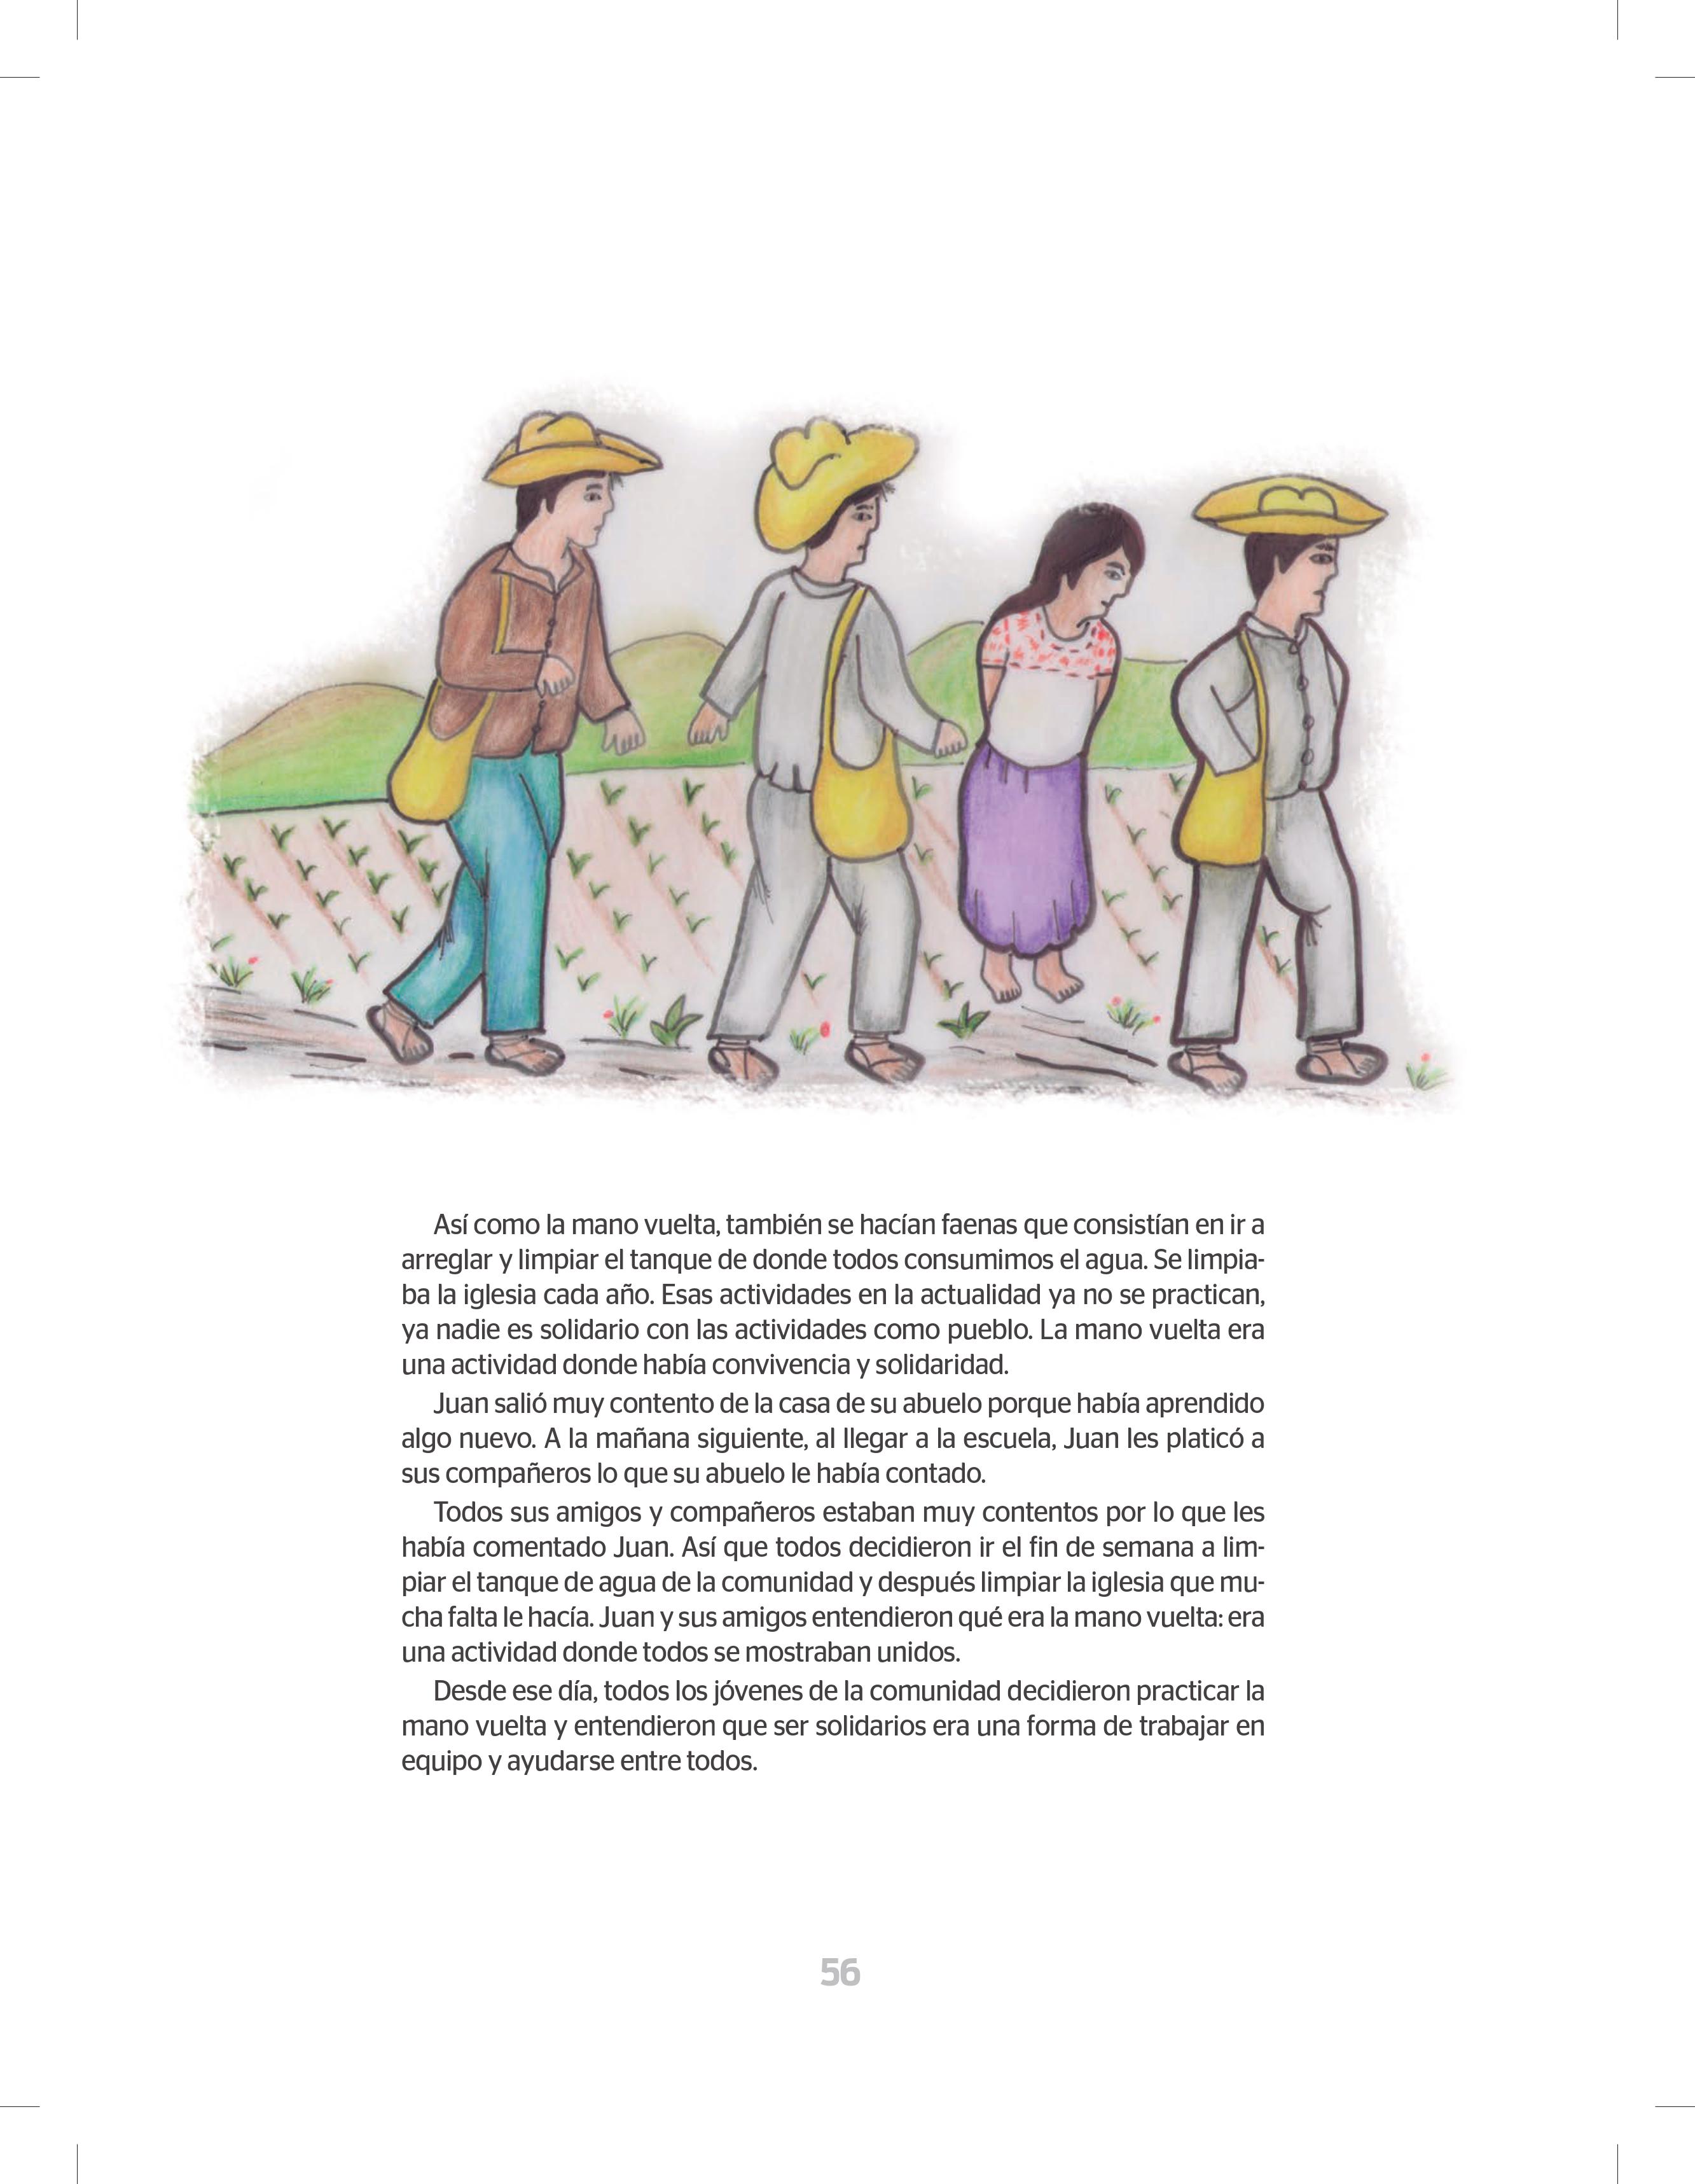 Así como la mano vuelta, también se hacían faenas que consistían en ir a
arreglar y limpiar el tanque de donde todos consumimos el agua. Se limpia-
ba la iglesia cada año. Esas actividades en la actualidad ya no se practican,
ya nadie es solidario con las actividades como pueblo. La mano vuelta era
una actividad donde había convivencia y solidaridad.
Juan salió muy contento de la casa de su abuelo porque había aprendido
algo nuevo. A la mañana siguiente, al llegar a la escuela, Juan les platicó a
sus compañeros lo que su abuelo le había contado.
Todos sus amigos y compañeros estaban muy contentos por lo que les
había comentado Juan. Así que todos decidieron ir el fin de semana a lim-
piar el tanque de agua de la comunidad y después limpiar la iglesia que mu-
cha falta le hacía. Juan y sus amigos entendieron qué era la mano vuelta: era
una actividad donde todos se mostraban unidos.
Desde ese día, todos los jóvenes de la comunidad decidieron practicar la
mano vuelta y entendieron que ser solidarios era una forma de trabajar en
equipo y ayudarse entre todos.
56